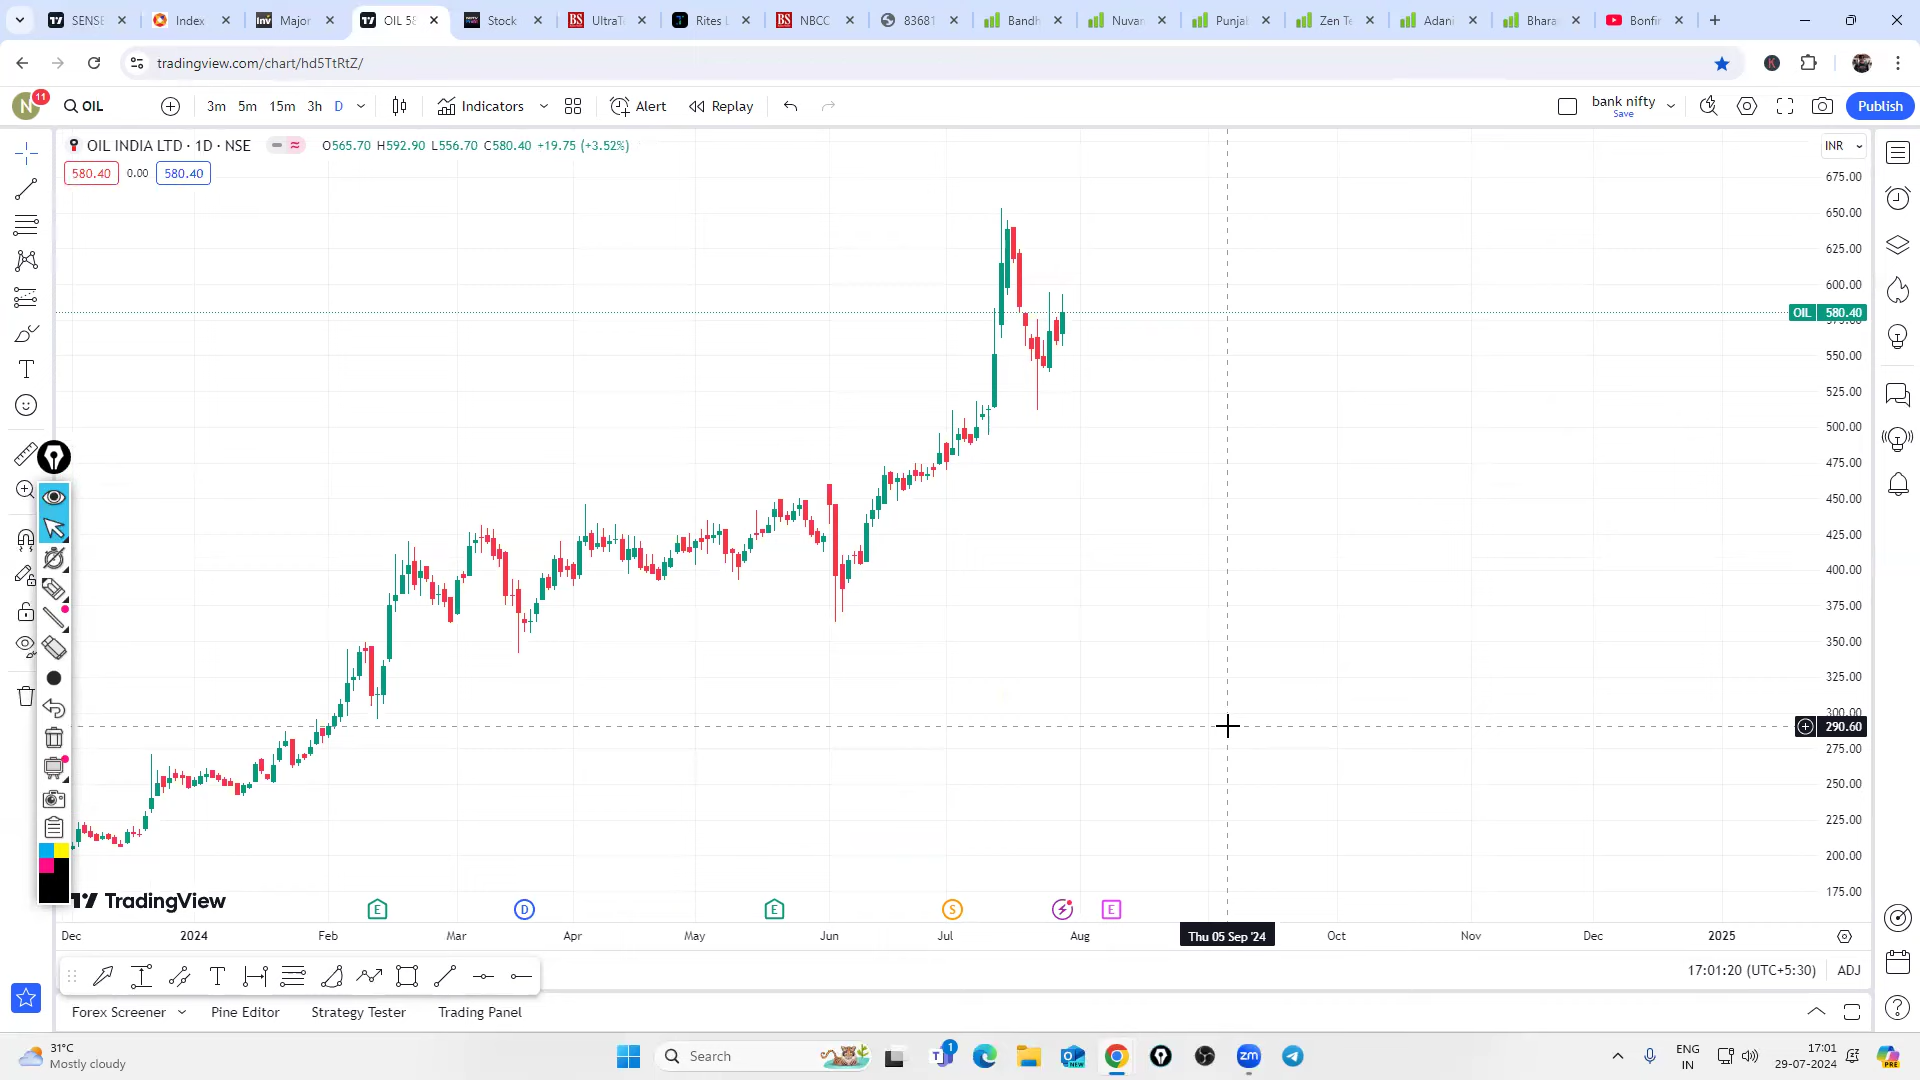 SENSE
Index
Major
OIL 58
Stock
UltraTe
Rites L
NBCC
83681
Bandh
Nuvan
Punjal
Zen Te
Adani
Bhara
Bonfir
tradingview.com/chart/hd5TtRtZ/
N 11 OIL 3m 5m 15m 3h D Indicators Alert Replay bank nifty Publish
Save
OIL INDIA LTD · 1D · NSE O565.70 H592.90 L556.70 C580.40 +19.75 (+3.52%) INR
580.40 0.00 580.40
675.00
650.00
625.00
600.00
OIL 580.40
550.00
525.00
500.00
475.00
450.00
425.00
400.00
375.00
350.00
325.00
300.00
290.60
275.00
250.00
225.00
200.00
175.00
TradingView
E D E S E
Dec 2024 Feb Mar Apr May Jun Jul Aug Thu 05 Sep '24 Oct Nov Dec 2025
17:01:20 (UTC+5:30) ADJ
Forex Screener Pine Editor Strategy Tester Trading Panel
31°C
Mostly cloudy
Search
ENG
IN
17:01
29-07-2024